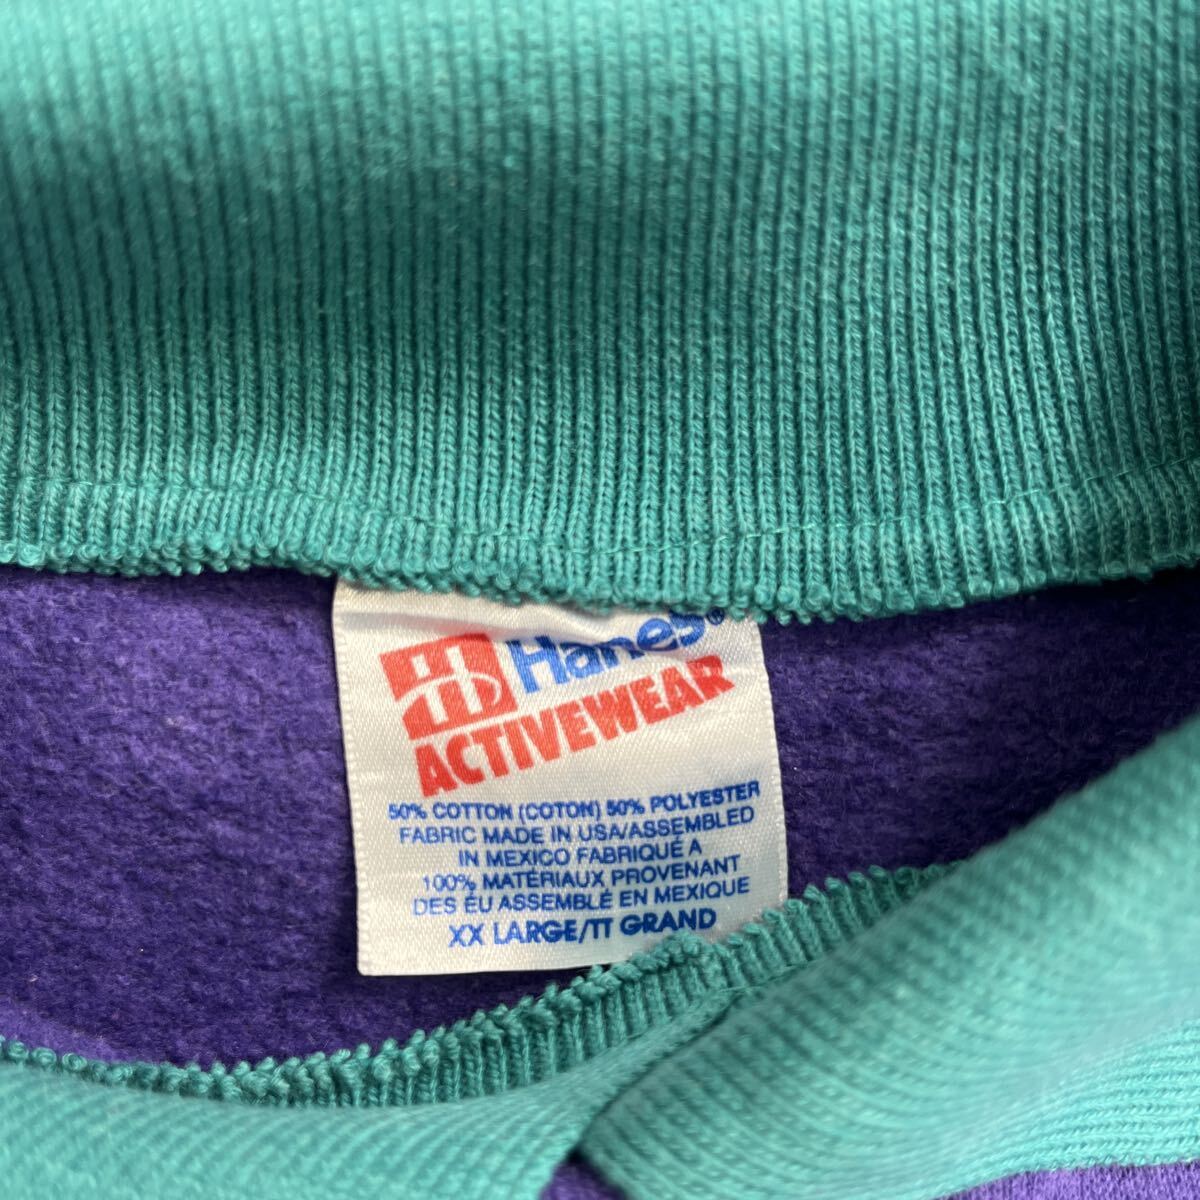 Hanes®
ACTIVEWEAR
50% COTTON (COTON) 50% POLYESTER
FABRIC MADE IN USA/ASSEMBLED
IN MEXICO FABRIQUÉ A
100% MATÉRIAUX PROVENANT
DES ÉU ASSEMBLÉ EN MEXIQUE
XX LARGE/TT GRAND